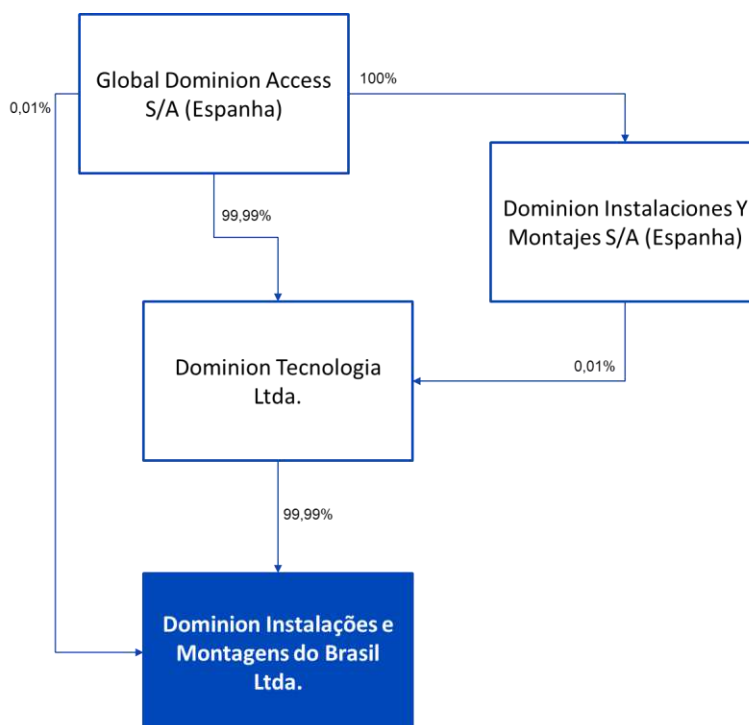 Global Dominion Access
S/A (Espanha)
100%
0,01%
99,99%
Dominion Instalaciones Y
Montajes S/A (Espanha)
Dominion Tecnologia
Ltda.
0,01%
99,99%
Dominion Instalações e
Montagens do Brasil
Ltda.